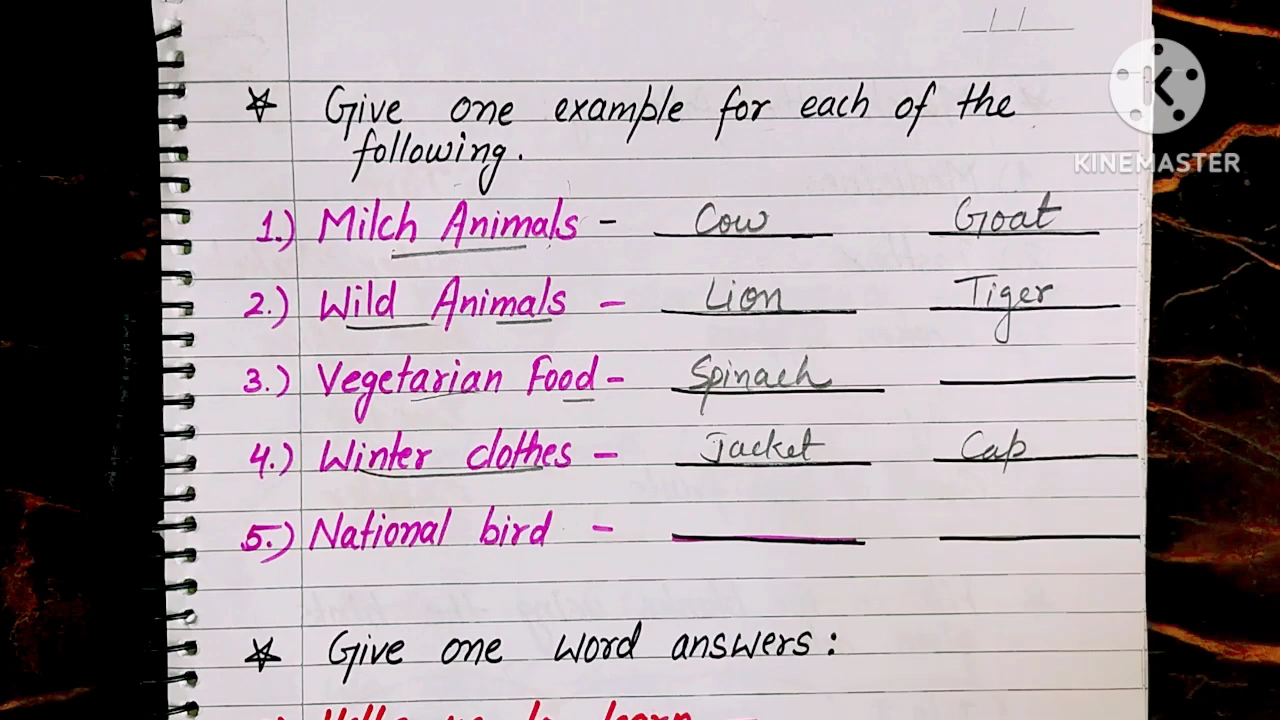 ☆ Give one example for each of the
following.
1.) Milch Animals - Cow Goat
2.) Wild Animals - Lion Tiger
3.) Vegetarian Food - Spinach
4.) Winter clothes - Jacket Cap
5.) National bird -
☆ Give one word answers:
KINEMASTER